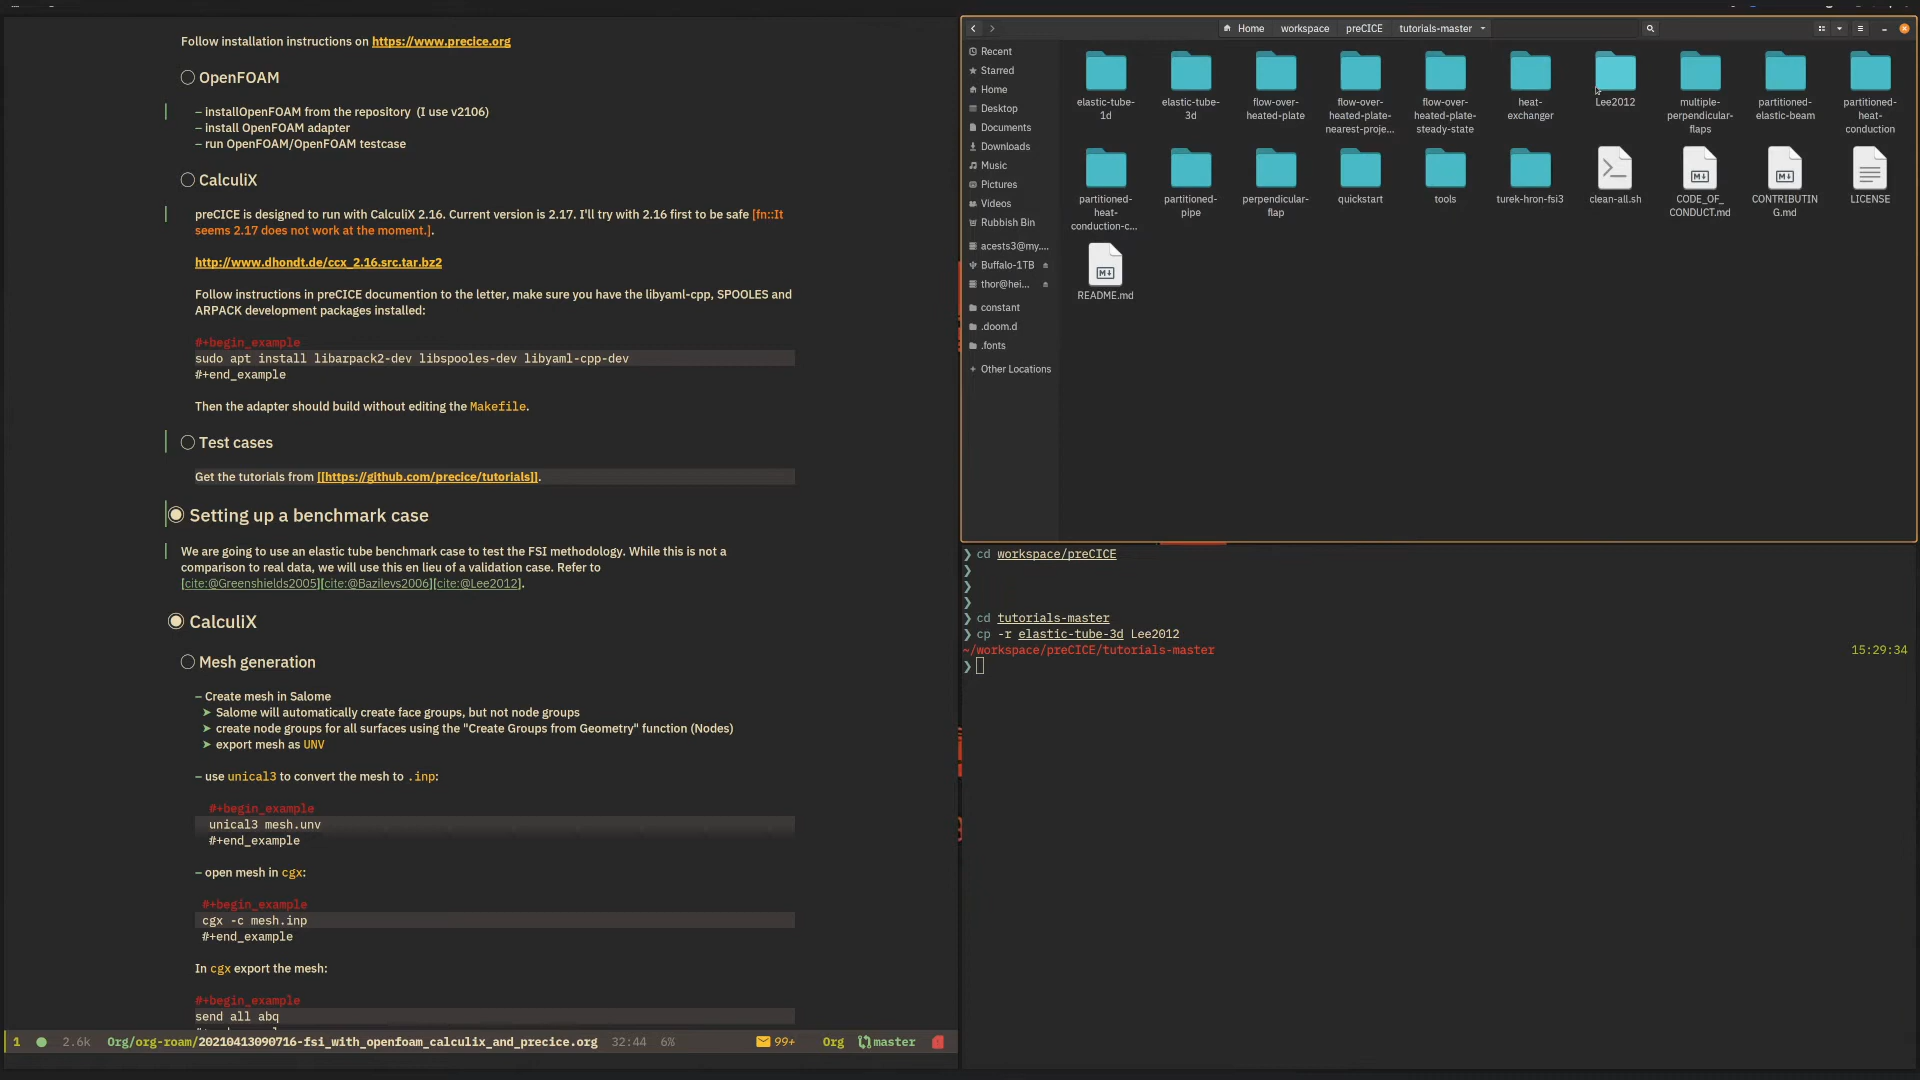 Follow installation instructions on https://www.precice.org
OpenFOAM
– installOpenFOAM from the repository (I use v2106)
– install OpenFOAM adapter
– run OpenFOAM/OpenFOAM testcase
CalculiX
preCICE is designed to run with CalculiX 2.16. Current version is 2.17. I'll try with 2.16 first to be safe [fn::It
seems 2.17 does not work at the moment.].
http://www.dhondt.de/ccx_2.16.src.tar.bz2
Follow instructions in preCICE documention to the letter, make sure you have the libyaml-cpp, SPOOLES and
ARPACK development packages installed:
#+begin_example
sudo apt install libarpack2-dev libspooles-dev libyaml-cpp-dev
#+end_example
Then the adapter should build without editing the Makefile.
Test cases
Get the tutorials from [[https://github.com/precice/tutorials]].
Setting up a benchmark case
We are going to use an elastic tube benchmark case to test the FSI methodology. While this is not a
comparison to real data, we will use this en lieu of a validation case. Refer to
[cite:@Greenshields2005][cite:@Bazilevs2006][cite:@Lee2012].
CalculiX
Mesh generation
– Create mesh in Salome
➤ Salome will automatically create face groups, but not node groups
➤ create node groups for all surfaces using the "Create Groups from Geometry" function (Nodes)
➤ export mesh as UNV
– use unical3 to convert the mesh to .inp:
#+begin_example
unical3 mesh.unv
#+end_example
– open mesh in cgx:
#+begin_example
cgx -c mesh.inp
#+end_example
In cgx export the mesh:
#+begin_example
send all abq
1 2.6k Org/org-roam/20210413090716-fsi_with_openfoam_calculix_and_precice.org 32:44 6% 99+ Org master
Home workspace preCICE tutorials-master
Recent
Starred
Home
Desktop
Documents
Downloads
Music
Pictures
Videos
Rubbish Bin
acests3@my....
Buffalo-1TB
thor@hei...
constant
.doom.d
.fonts
+ Other Locations
elastic-tube-1d
elastic-tube-3d
flow-over-heated-plate
flow-over-heated-plate-nearest-proje...
flow-over-heated-plate-steady-state
heat-exchanger
Lee2012
multiple-perpendicular-flaps
partitioned-elastic-beam
partitioned-heat-conduction
partitioned-heat-conduction-c...
partitioned-pipe
perpendicular-flap
quickstart
tools
turek-hron-fsi3
clean-all.sh
CODE_OF_CONDUCT.md
CONTRIBUTING.md
LICENSE
README.md
❯ cd workspace/preCICE
❯
❯
❯
❯ cd tutorials-master
❯ cp -r elastic-tube-3d Lee2012
~/workspace/preCICE/tutorials-master 15:29:34
❯